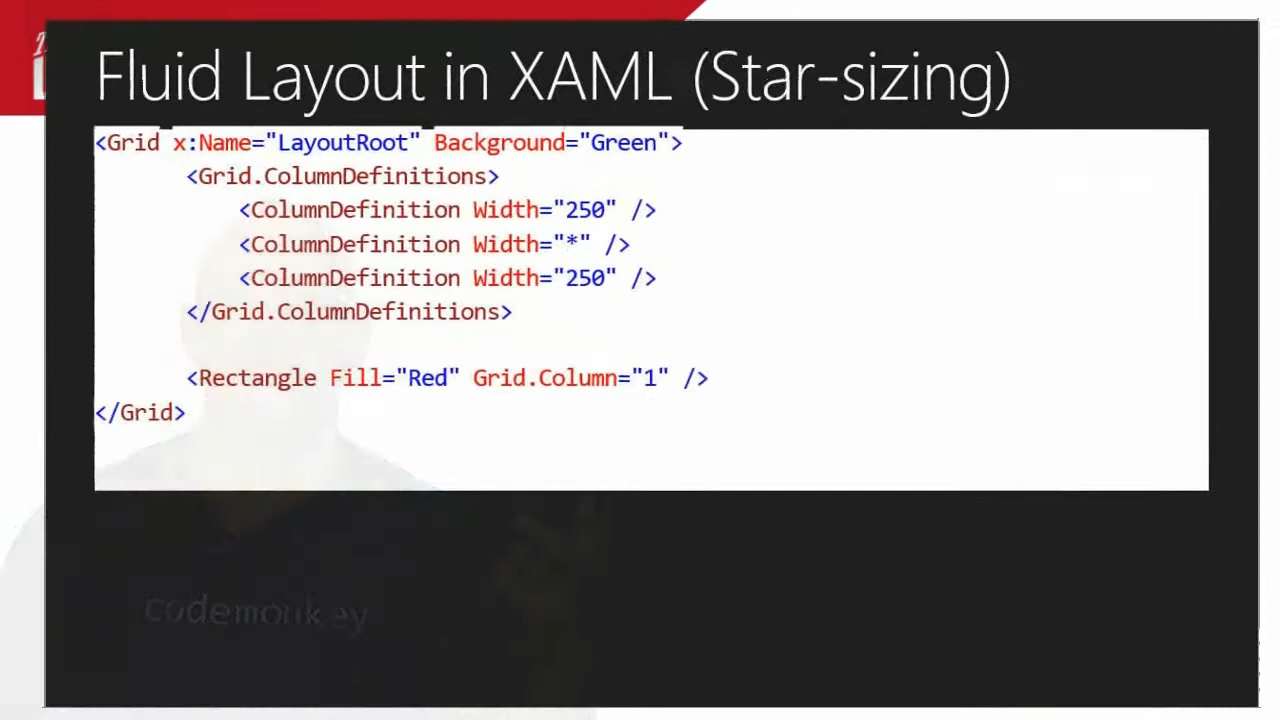 Fluid Layout in XAML (Star-sizing)
<Grid x:Name="LayoutRoot" Background="Green">
<Grid.ColumnDefinitions>
<ColumnDefinition Width="250" />
<ColumnDefinition Width="*" />
<ColumnDefinition Width="250" />
</Grid.ColumnDefinitions>
<Rectangle Fill="Red" Grid.Column="1" />
</Grid>
codemonkey